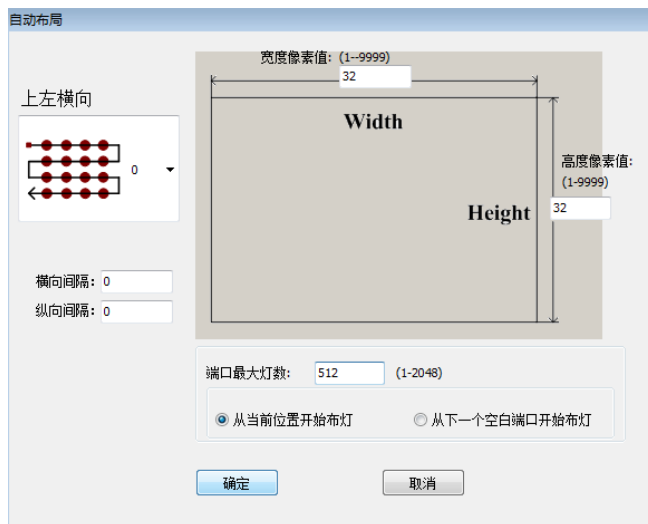 自动布局
宽度像素值: (1--9999)
32
上左横向
Width
0
高度像素值:
(1-9999)
Height
32
横向间隔: 0
纵向间隔: 0
端口最大灯数: 512 (1-2048)
从当前位置开始布灯 从下一个空白端口开始布灯
确定 取消